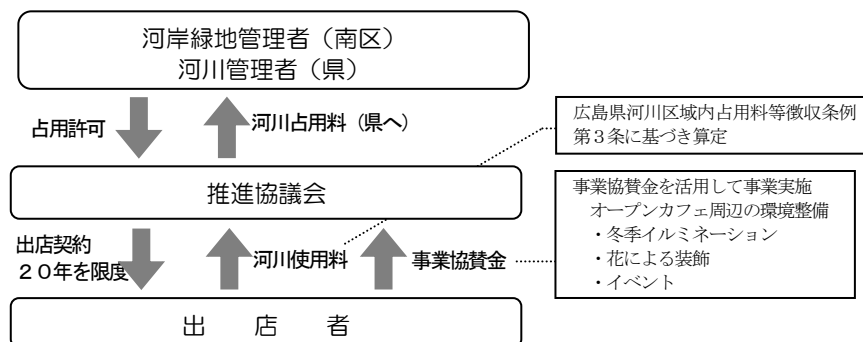 河岸緑地管理者（南区）
河川管理者（県）
占用許可
河川占用料（県へ）
広島県河川区域内占用料等徴収条例
第３条に基づき算定
推進協議会
出店契約
２０年を限度
河川使用料
事業協賛金
事業協賛金を活用して事業実施
オープンカフェ周辺の環境整備
・冬季イルミネーション
・花による装飾
・イベント
出　店　者